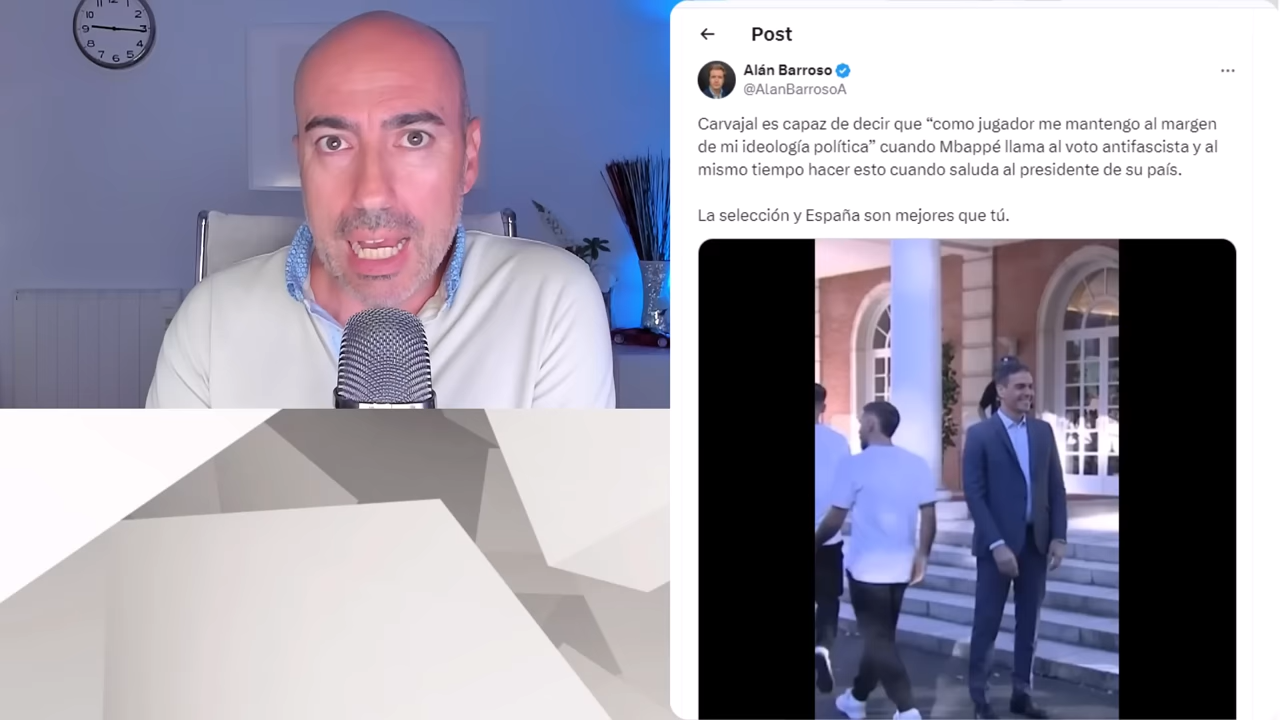 Post
Alán Barroso
@AlanBarrosoA
Carvajal es capaz de decir que “como jugador me mantengo al margen
de mi ideología política” cuando Mbappé llama al voto antifascista y al
mismo tiempo hacer esto cuando saluda al presidente de su país.
La selección y España son mejores que tú.